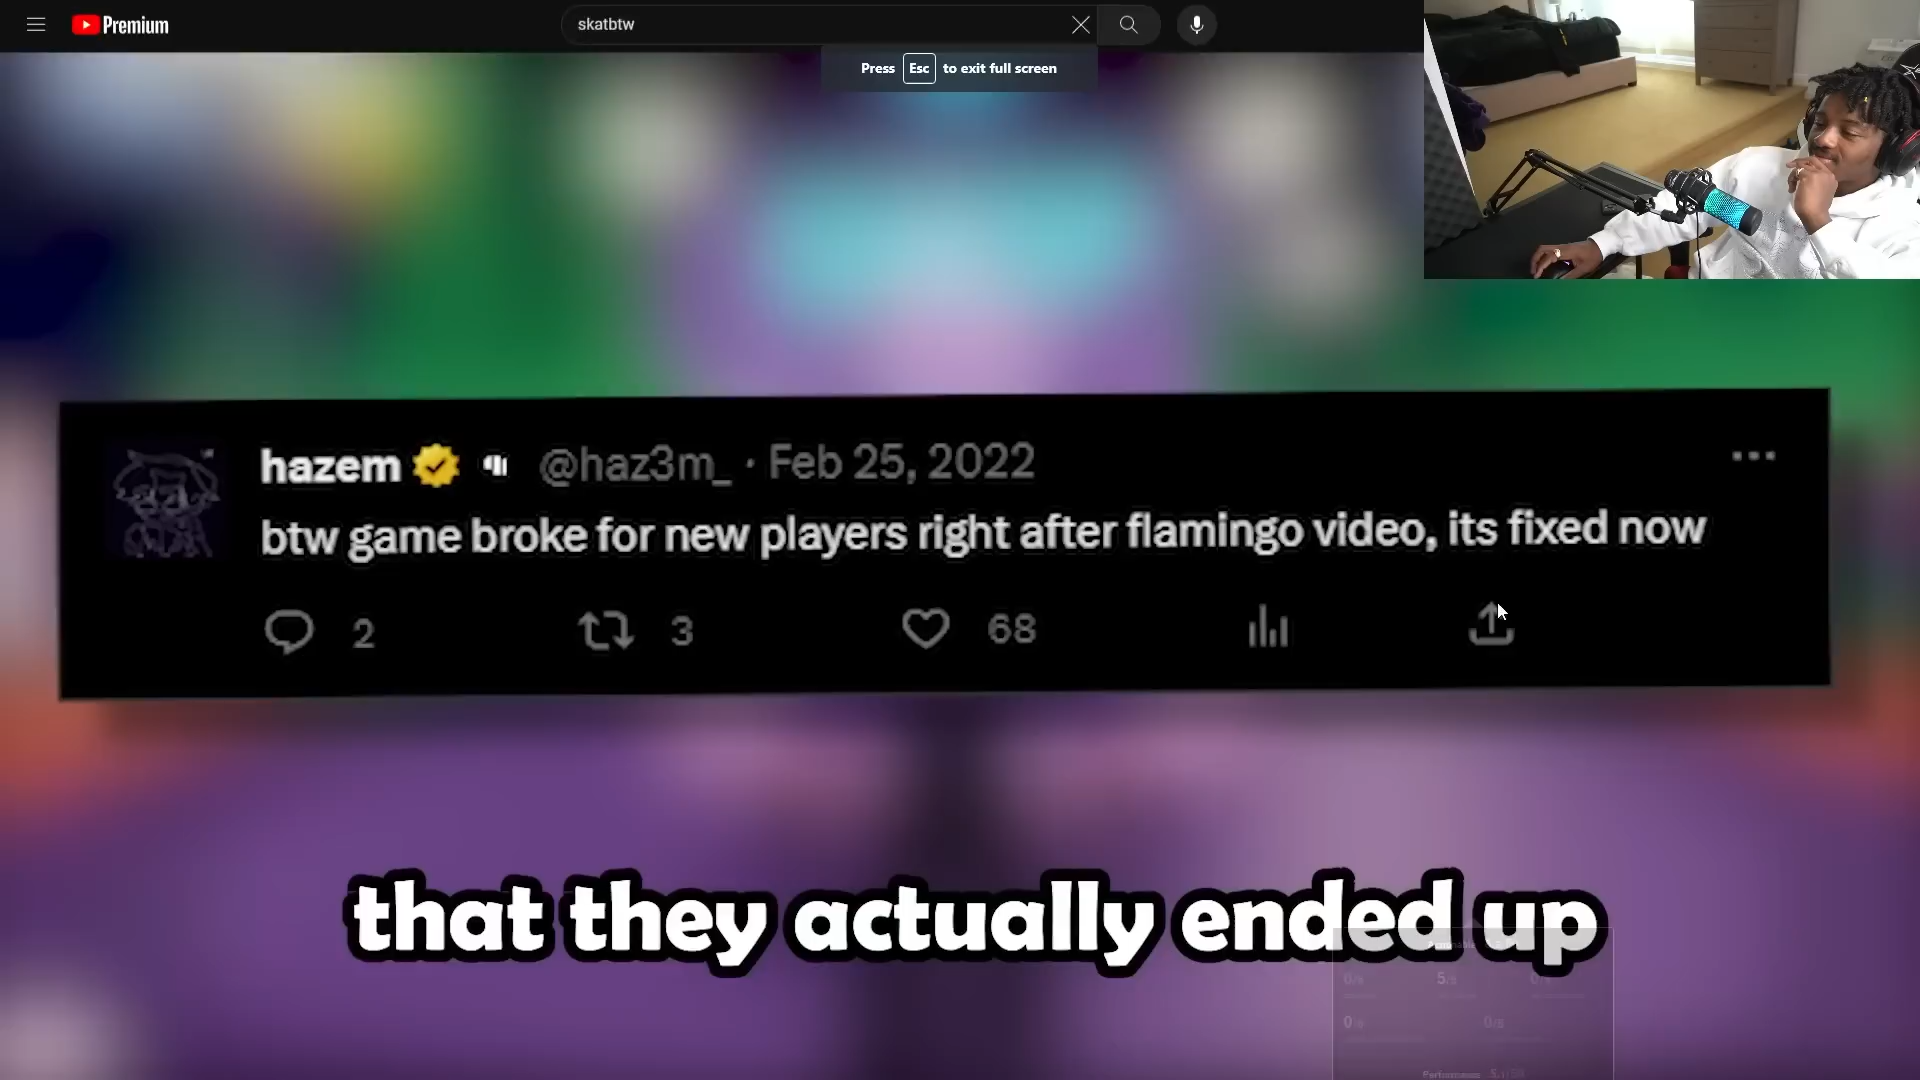 Premium
skatbtw
Press Esc to exit full screen
hazem @haz3m_ · Feb 25, 2022
btw game broke for new players right after flamingo video, its fixed now
2 3 68
that they actually ended up